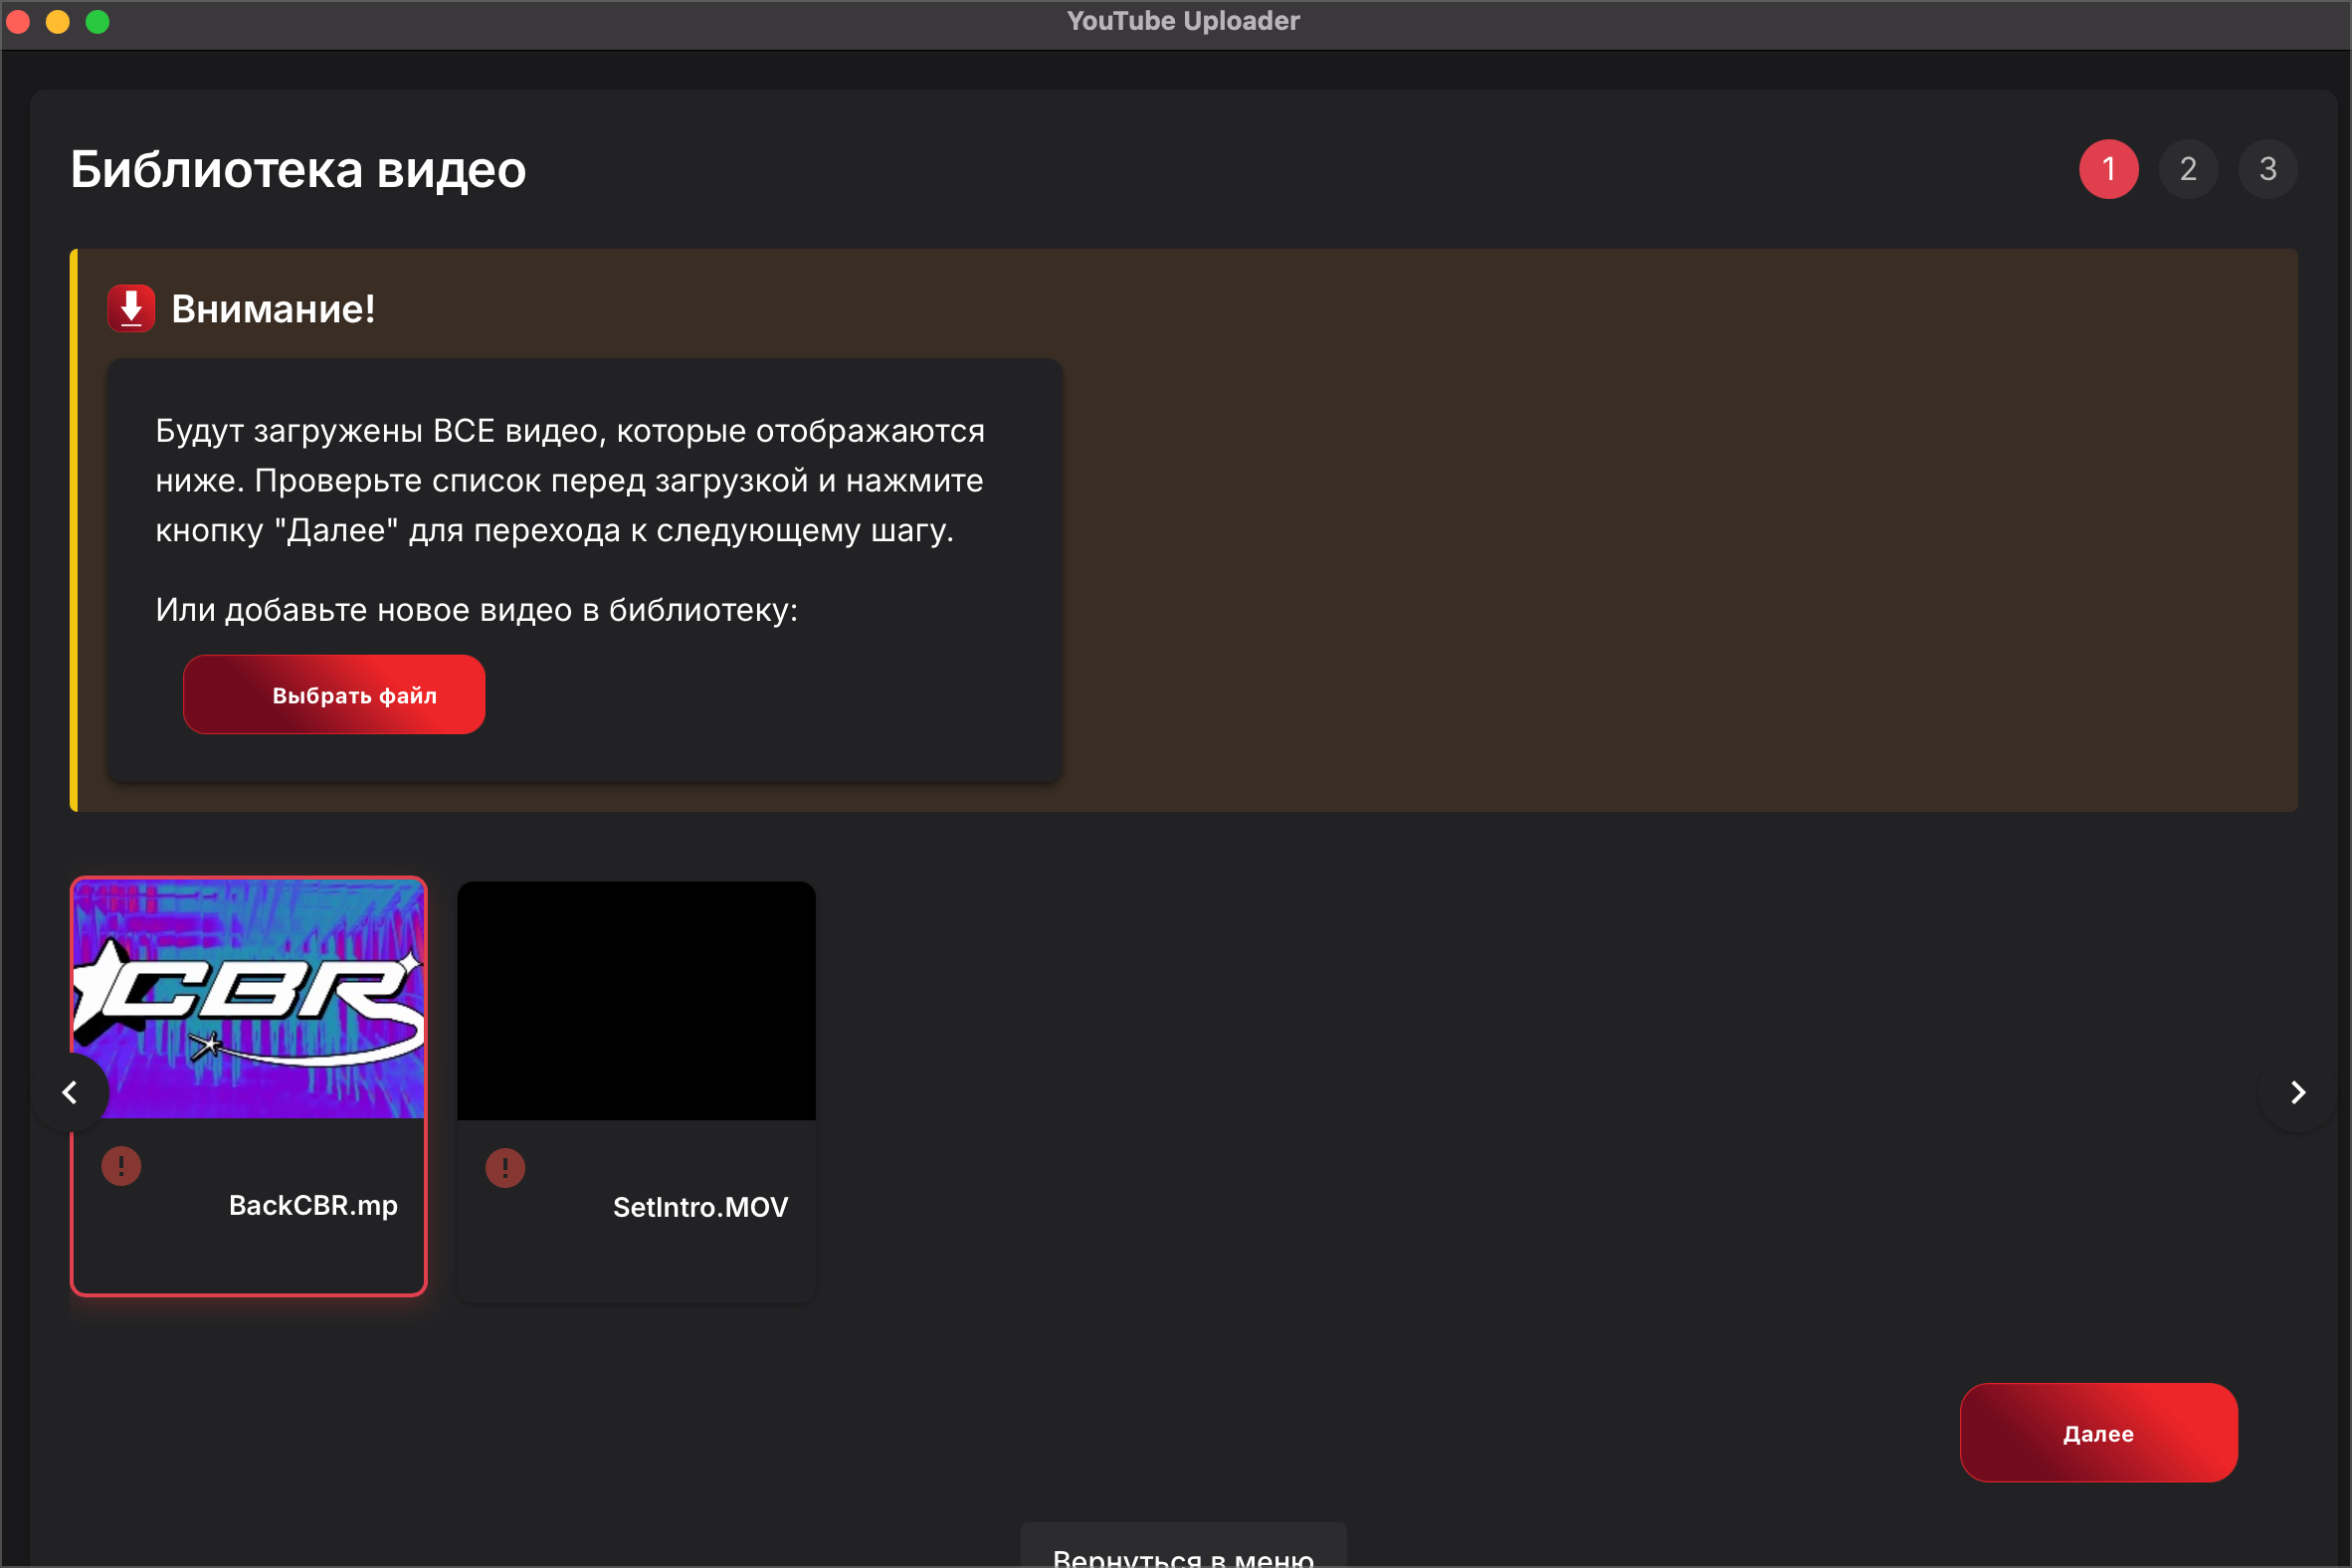 YouTube Uploader
Библиотека видео
1 2 3
Внимание!
Будут загружены ВСЕ видео, которые отображаются
ниже. Проверьте список перед загрузкой и нажмите
кнопку "Далее" для перехода к следующему шагу.
Или добавьте новое видео в библиотеку:
Выбрать файл
CBR
BackCBR.mp
SetIntro.MOV
Далее
Вернуться в меню